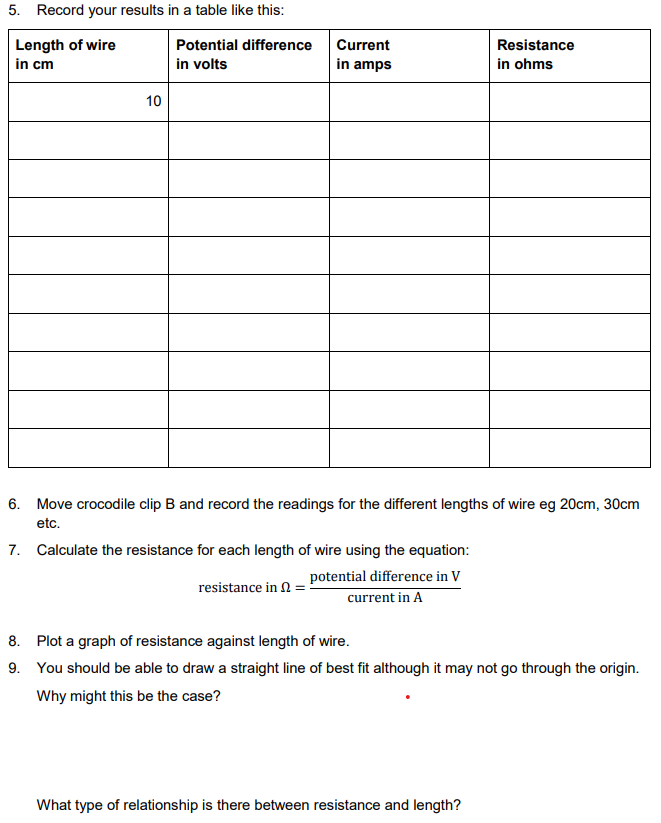 5. Record your results in a table like this:
Length of wire in cm Potential difference in volts Current in amps Resistance in ohms
10
6. Move crocodile clip B and record the readings for the different lengths of wire eg 20cm, 30cm
etc.
7. Calculate the resistance for each length of wire using the equation:
resistance in Ω = potential difference in V / current in A
8. Plot a graph of resistance against length of wire.
9. You should be able to draw a straight line of best fit although it may not go through the origin.
Why might this be the case?
What type of relationship is there between resistance and length?